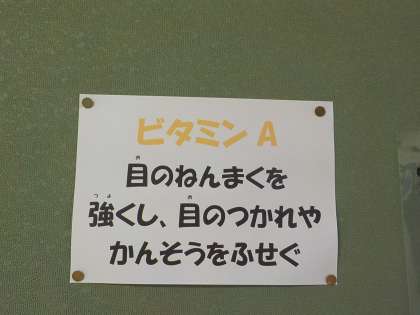 ビタミンA
目のねんまくを
強くし、目のつかれや
かんそうをふせぐ